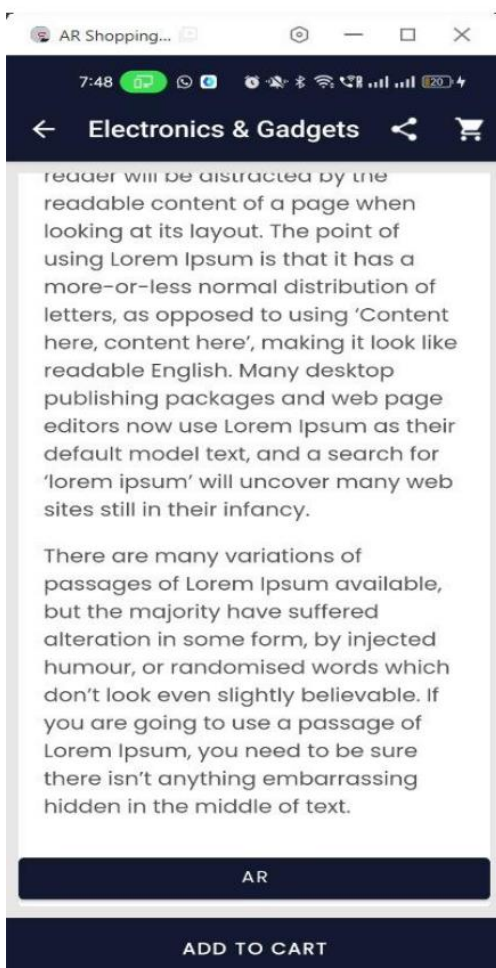 AR Shopping...
7:48 20
Electronics & Gadgets
reader will be distracted by the
readable content of a page when
looking at its layout. The point of
using Lorem Ipsum is that it has a
more-or-less normal distribution of
letters, as opposed to using ‘Content
here, content here’, making it look like
readable English. Many desktop
publishing packages and web page
editors now use Lorem Ipsum as their
default model text, and a search for
‘lorem ipsum’ will uncover many web
sites still in their infancy.
There are many variations of
passages of Lorem Ipsum available,
but the majority have suffered
alteration in some form, by injected
humour, or randomised words which
don’t look even slightly believable. If
you are going to use a passage of
Lorem Ipsum, you need to be sure
there isn’t anything embarrassing
hidden in the middle of text.
AR
ADD TO CART